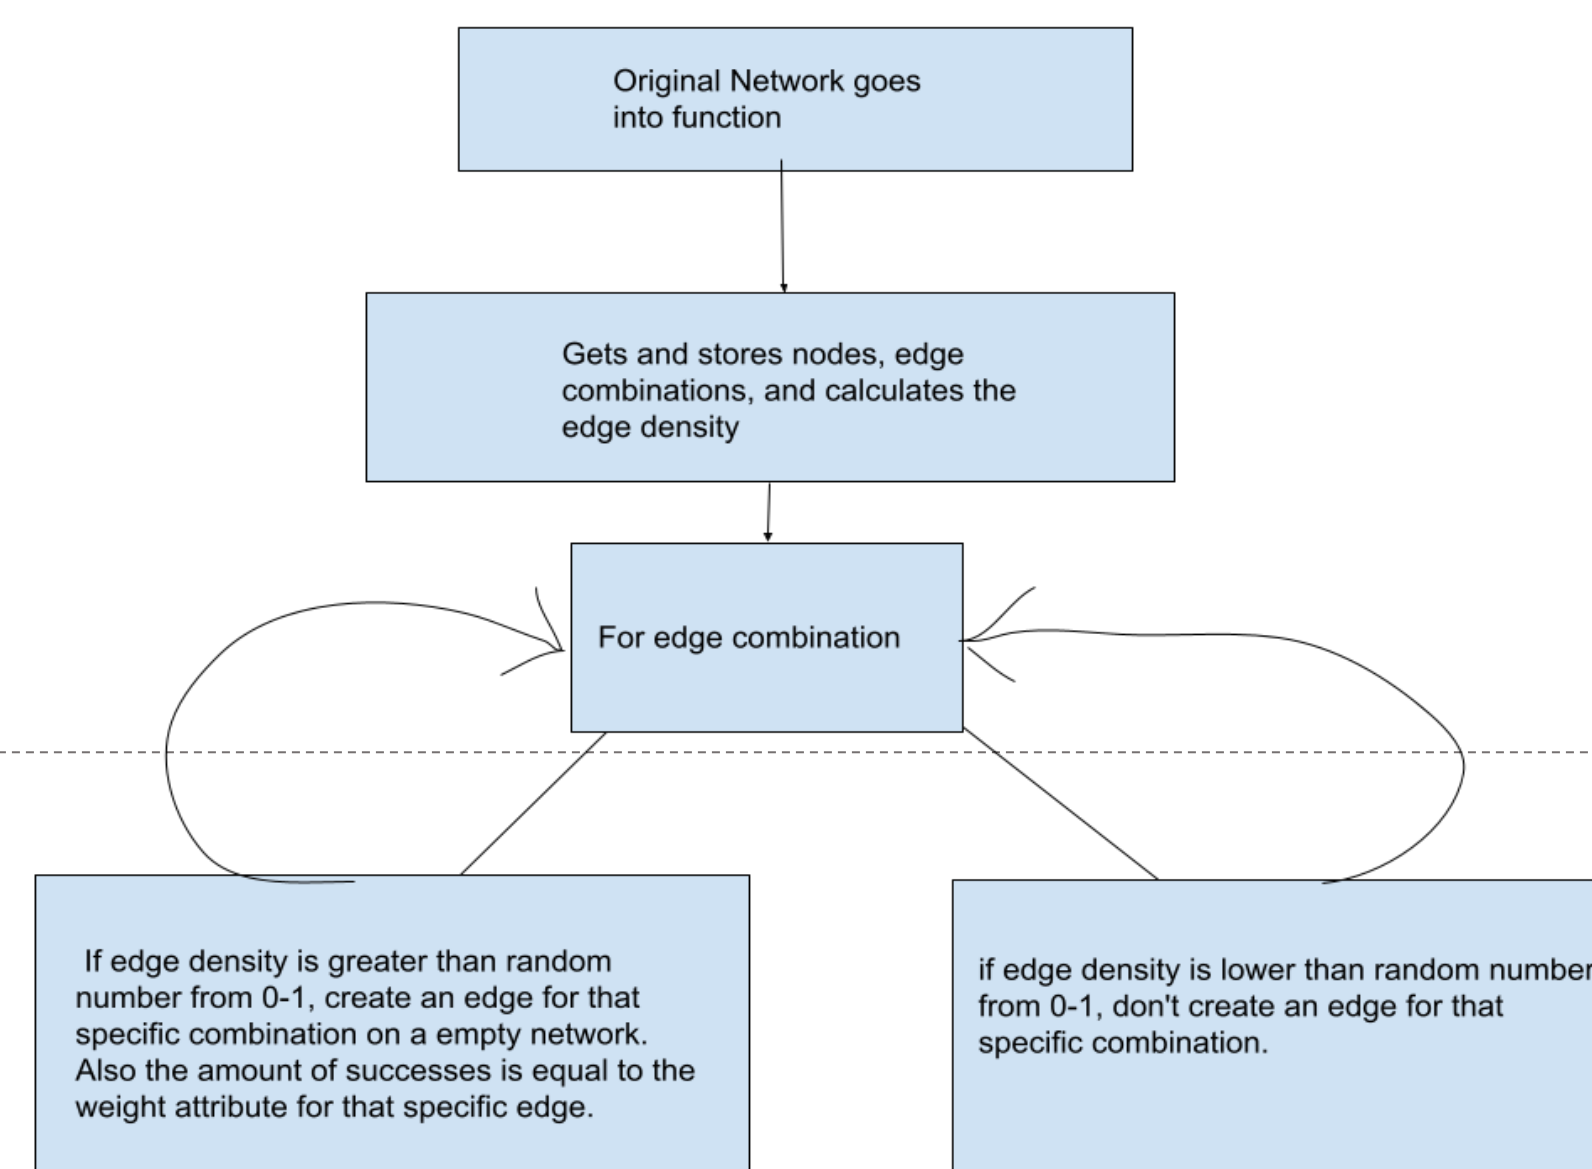 Original Network goes
into function
Gets and stores nodes, edge
combinations, and calculates the
edge density
For edge combination
If edge density is greater than random
number from 0-1, create an edge for that
specific combination on a empty network.
Also the amount of successes is equal to the
weight attribute for that specific edge.
if edge density is lower than random number
from 0-1, don't create an edge for that
specific combination.